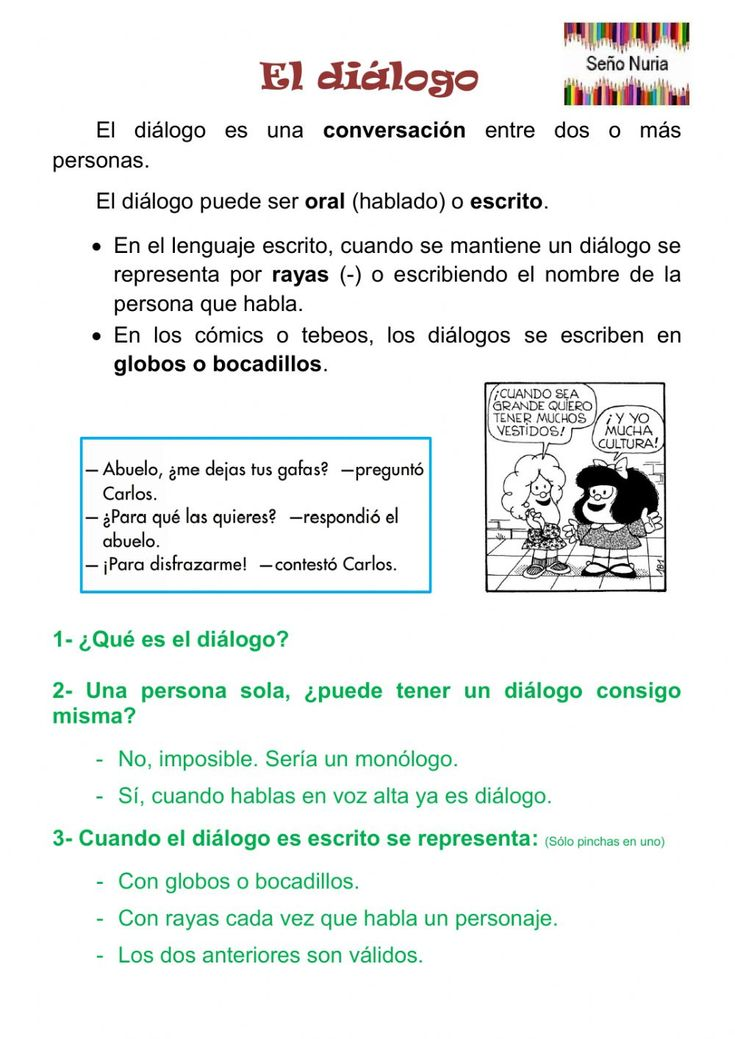 Seño Nuria
El diálogo
El diálogo es una conversación entre dos o más
personas.
El diálogo puede ser oral (hablado) o escrito.
• En el lenguaje escrito, cuando se mantiene un diálogo se
representa por rayas (-) o escribiendo el nombre de la
persona que habla.
• En los cómics o tebeos, los diálogos se escriben en
globos o bocadillos.
— Abuelo, ¿me dejas tus gafas? —preguntó
Carlos.
— ¿Para qué las quieres? —respondió el
abuelo.
— ¡Para disfrazarme! —contestó Carlos.
¡CUANDO SEA
GRANDE QUIERO
TENER MUCHOS
VESTIDOS!
¡Y YO
MUCHA
CULTURA!
1- ¿Qué es el diálogo?
2- Una persona sola, ¿puede tener un diálogo consigo
misma?
- No, imposible. Sería un monólogo.
- Sí, cuando hablas en voz alta ya es diálogo.
3- Cuando el diálogo es escrito se representa: (Sólo pinchas en uno)
- Con globos o bocadillos.
- Con rayas cada vez que habla un personaje.
- Los dos anteriores son válidos.